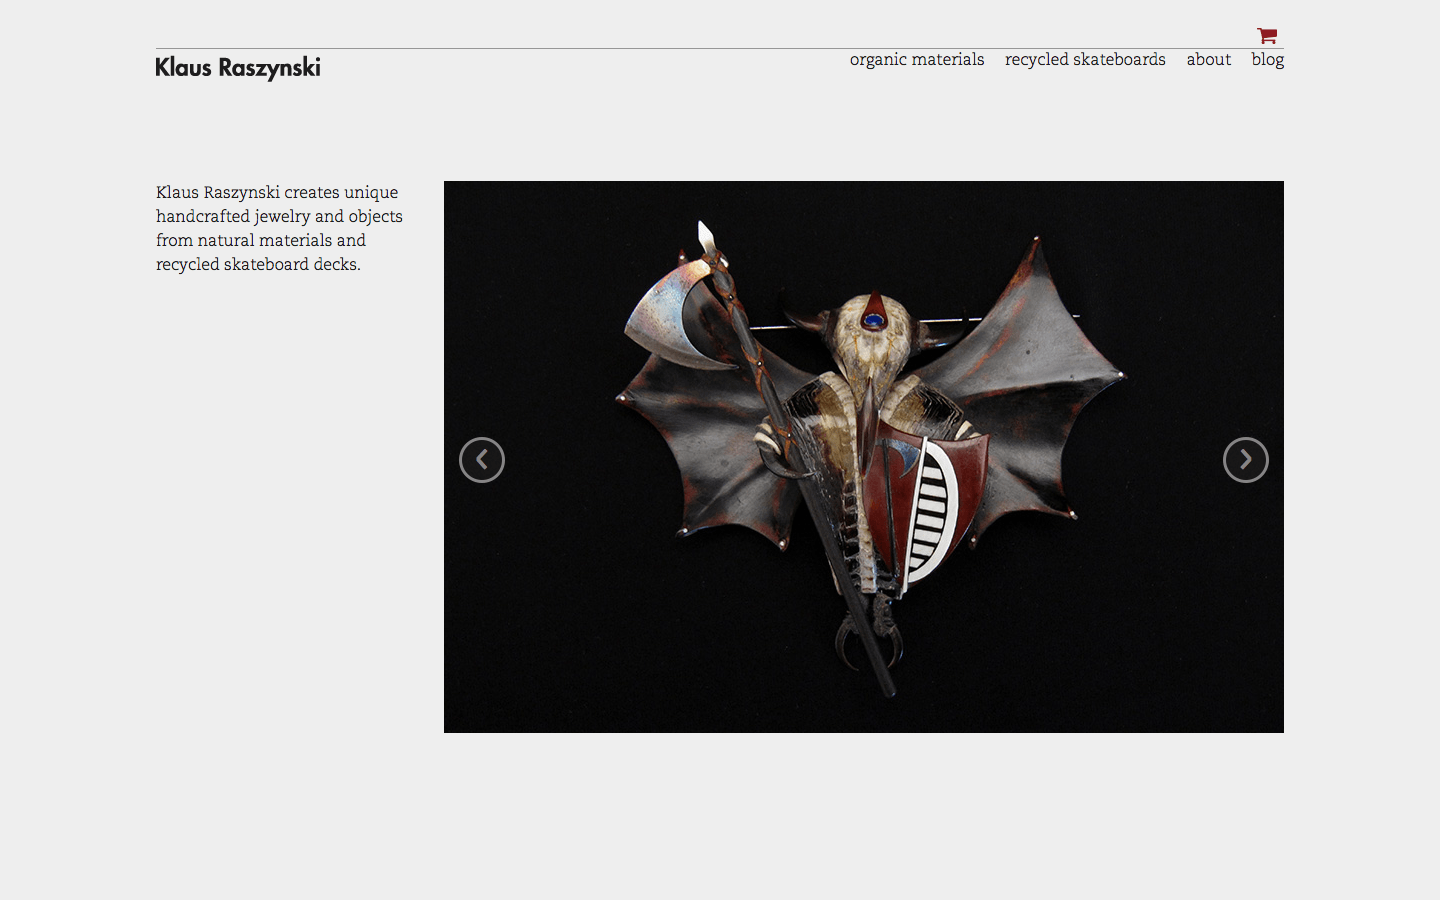 Klaus Raszynski
organic materials recycled skateboards about blog
Klaus Raszynski creates unique
handcrafted jewelry and objects
from natural materials and
recycled skateboard decks.